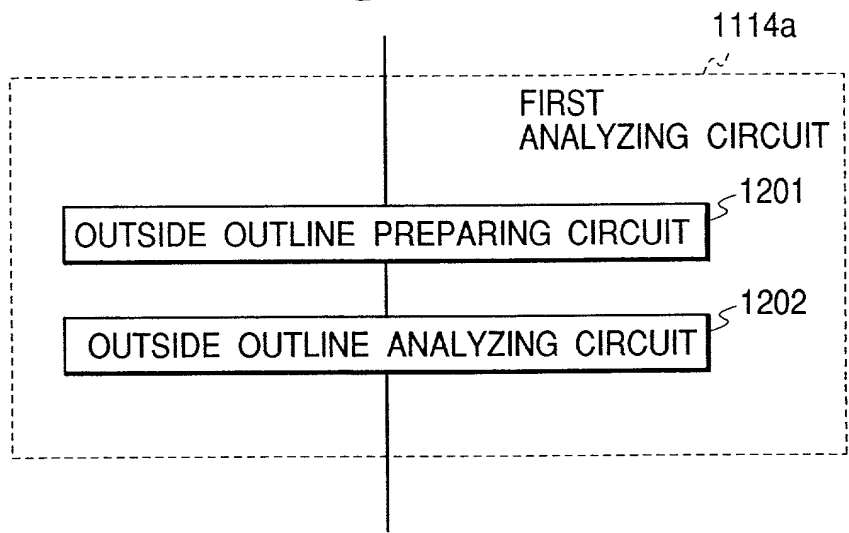 1114a
FIRST
ANALYZING CIRCUIT
1201
OUTSIDE OUTLINE PREPARING CIRCUIT
1202
OUTSIDE OUTLINE ANALYZING CIRCUIT